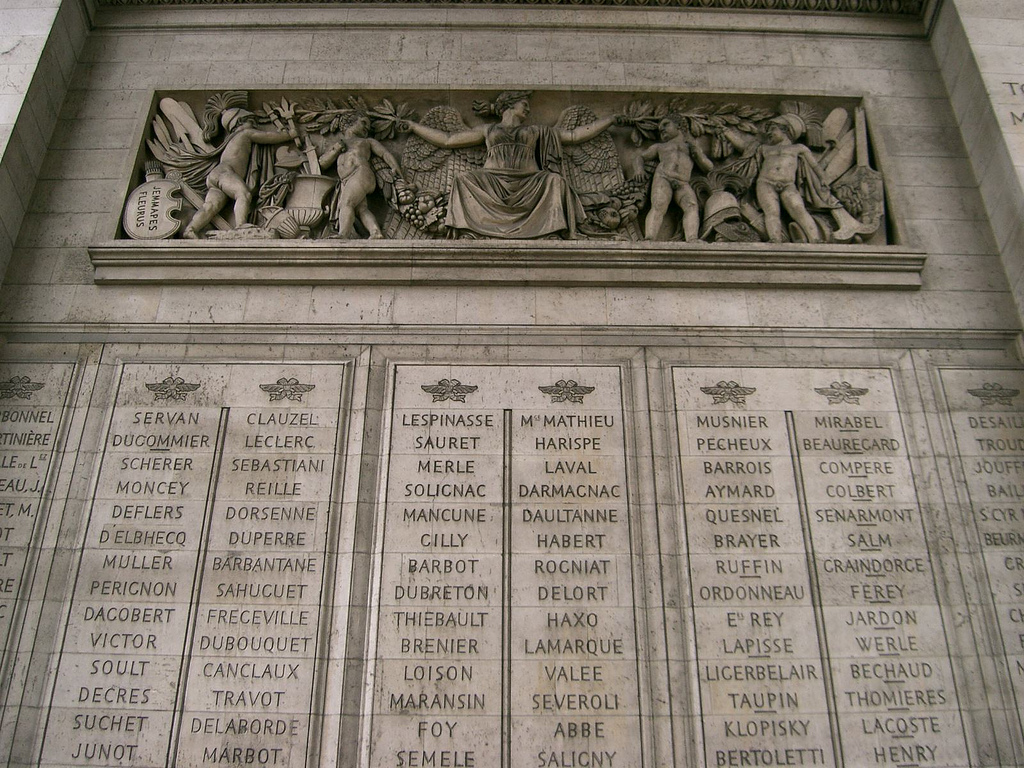 JEMMAPES
FLEURUS
SERVAN
DUGOMMIER
SCHERER
MONCEY
DEFLERS
D'ELBHECQ
MULLER
PERIGNON
DACOBERT
VICTOR
SOULT
DECRES
SUCHET
JUNOT
CLAUZEL
LECLERC
SEBASTIANI
REILLE
DORSENNE
DUPERRE
BARBANTANE
SAHUGUET
FREGEVILLE
DUBOUQUET
CANCLAUX
TRAVOT
DELABORDE
MARBOT
LESPINASSE
SAURET
MERLE
SOLIGNAC
MANCUNE
GILLY
BARBOT
DUBRETON
THIEBAULT
BRENIER
LOISON
MARANSIN
FOY
SEMELE
MCE MATHIEU
HARISPE
LAVAL
DARMAGNAC
DAULTANNE
HABERT
ROGNIAT
DELORT
HAXO
LAMARQUE
VALEE
SEVEROLI
ABBE
SALIGNY
MUSNIER
PECHEUX
BARROIS
AYMARD
QUESNEL
BRAYER
RUFFIN
ORDONNEAU
EEL REY
LAPISSE
LIGERBELAIR
TAUPIN
KLOPISKY
BERTOLETTI
MIRABEL
BEAUREGARD
COMPERE
COLBERT
SENARMONT
SALM
GRAINDORGE
FEREY
JARDON
WERLE
BECHAUD
THOMIERES
LACOSTE
HENRY